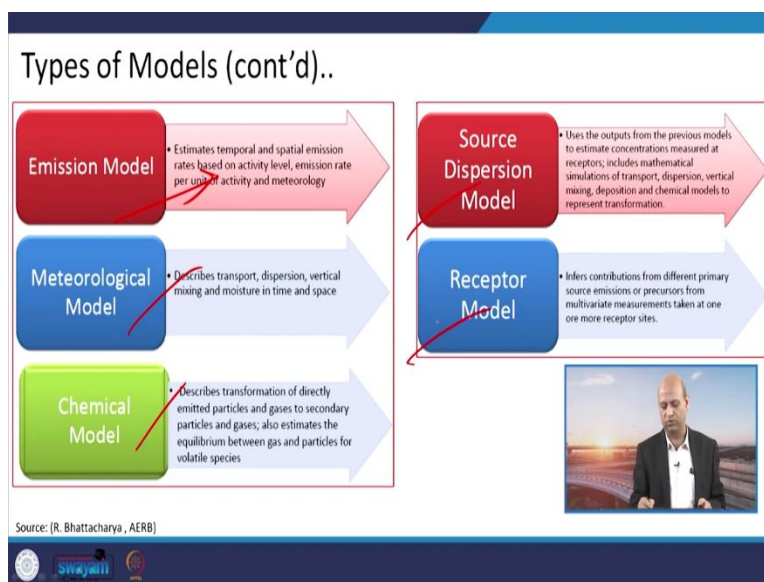 Types of Models (cont'd)..
Emission Model
• Estimates temporal and spatial emission
rates based on activity level, emission rate
per unit of activity and meteorology
Meteorological
Model
• Describes transport, dispersion, vertical
mixing and moisture in time and space
Chemical
Model
• Describes transformation of directly
emitted particles and gases to secondary
particles and gases; also estimates the
equilibrium between gas and particles for
volatile species
Source
Dispersion
Model
• Uses the outputs from the previous models
to estimate concentrations measured at
receptors; includes mathematical
simulations of transport, dispersion, vertical
mixing, deposition and chemical models to
represent transformation.
Receptor
Model
• Infers contributions from different primary
source emissions or precursors from
multivariate measurements taken at one
ore more receptor sites.
Source: (R. Bhattacharya , AERB)
swayam